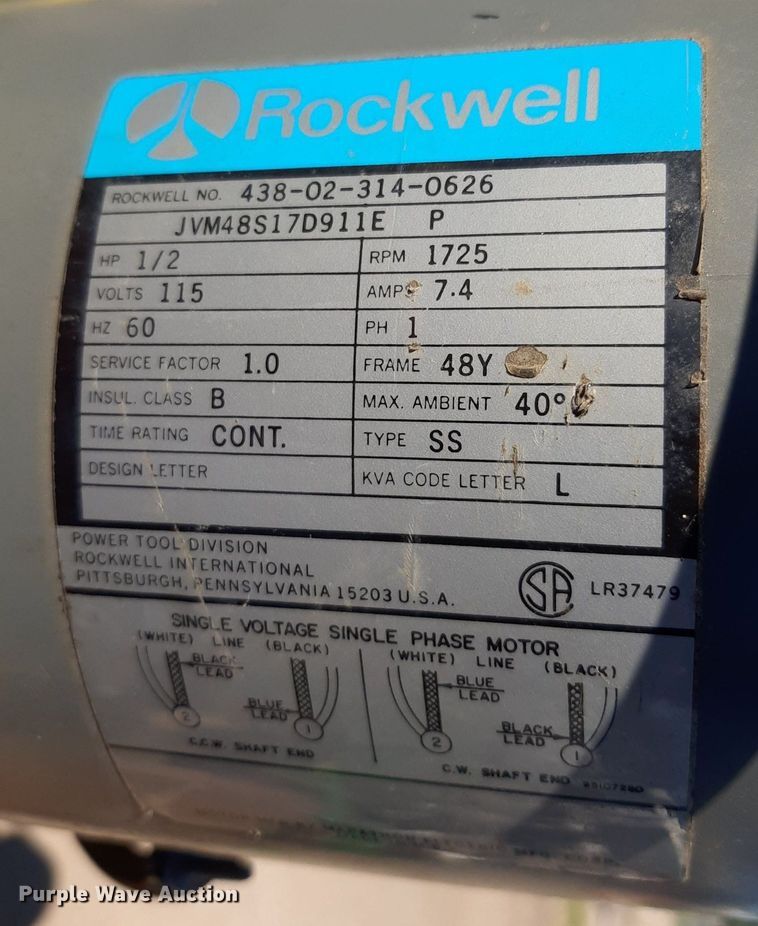 Rockwell
ROCKWELL NO. 438-02-314-0626
JVM48S17D911E P
HP 1/2 RPM 1725
VOLTS 115 AMPS 7.4
HZ 60 PH 1
SERVICE FACTOR 1.0 FRAME 48Y
INSUL. CLASS B MAX. AMBIENT 40°
TIME RATING CONT. TYPE SS
DESIGN LETTER KVA CODE LETTER L
POWER TOOL DIVISION
ROCKWELL INTERNATIONAL
PITTSBURGH, PENNSYLVANIA 15203 U.S.A.
SA LR37479
SINGLE VOLTAGE SINGLE PHASE MOTOR
(WHITE) LINE (BLACK) (WHITE) LINE (BLACK)
BLACK LEAD BLUE LEAD BLUE LEAD BLACK LEAD
2 1 2 1
C.C.W. SHAFT END C.W. SHAFT END
Purple Wave Auction